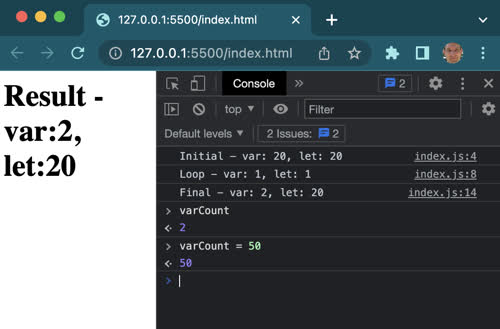 127.0.0.1:5500/index.html
127.0.0.1:5500/index.html
Result -
var:2,
let:20
Console
2
top
Filter
Default levels
2 Issues: 2
Initial – var: 20, let: 20 index.js:4
Loop – var: 1, let: 1 index.js:8
Final – var: 2, let: 20 index.js:14
varCount
2
varCount = 50
50